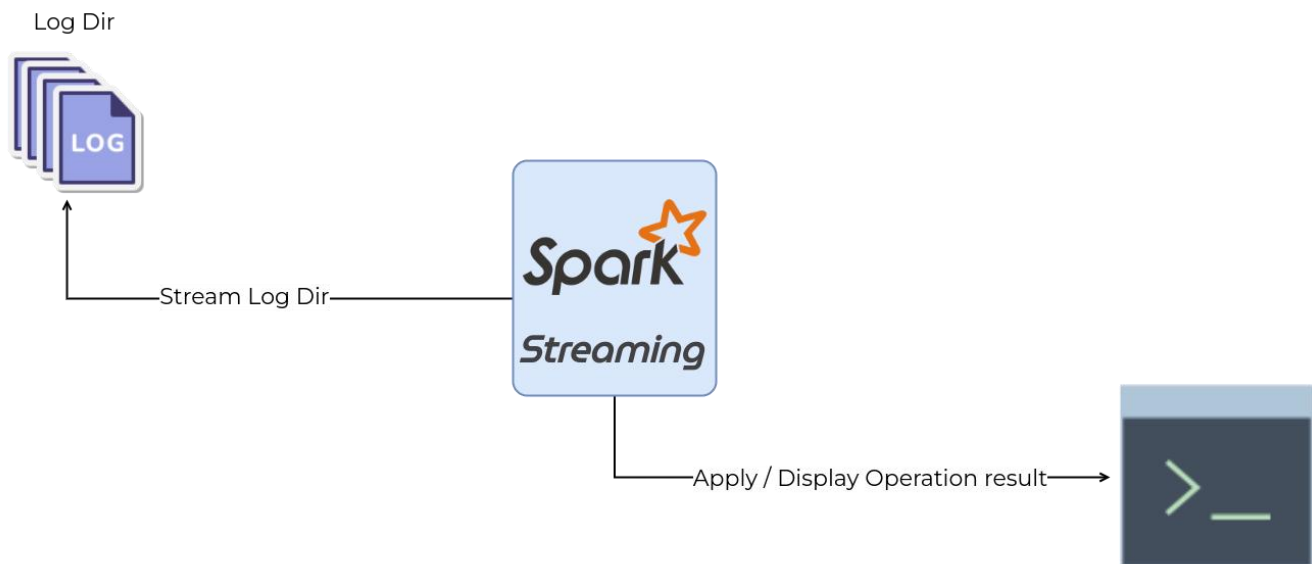 Log Dir
LOG
Spark
Streaming
Stream Log Dir
Apply / Display Operation result
>_